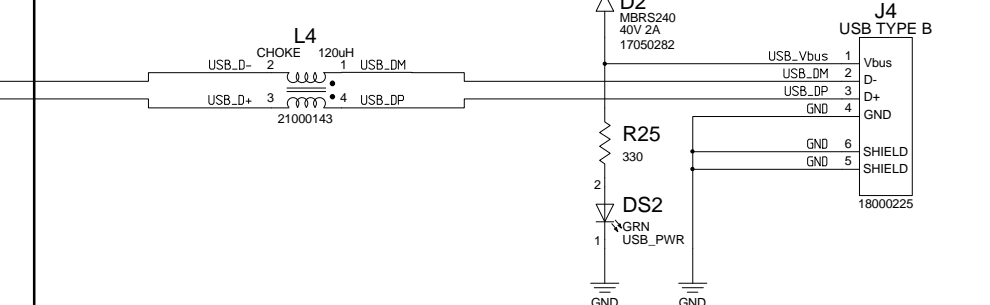 D2
MBRS240
40V 2A
17050282
J4
USB TYPE B
L4
CHOKE 120uH
USB_D- 2 1 USB_DM
USB_D+ 3 4 USB_DP
21000143
USB_Vbus 1 Vbus
USB_DM 2 D-
USB_DP 3 D+
GND 4 GND
GND 6 SHIELD
GND 5 SHIELD
18000225
R25
330
2
DS2
GRN
1 USB_PWR
GND GND